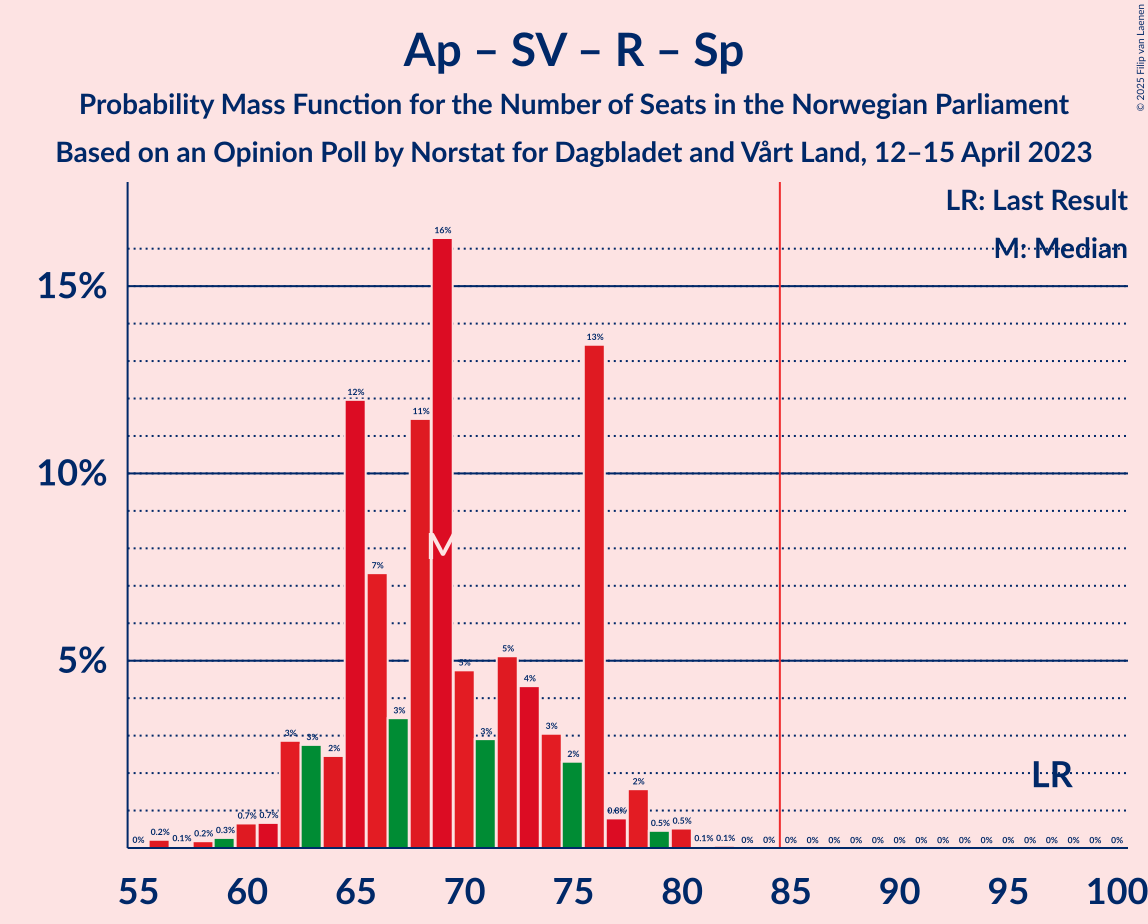 Ap – SV – R – Sp
Probability Mass Function for the Number of Seats in the Norwegian Parliament
Based on an Opinion Poll by Norstat for Dagbladet and Vårt Land, 12–15 April 2023
© 2025 Filip van Laenen
LR: Last Result
M: Median
15%
10%
5%
0% 0.2% 0.1% 0.2% 0.3% 0.7% 0.7% 3% 3% 2% 12% 7% 3% 11% 16% 5% 3% 5% 4% 3% 2% 13% 0.8% 2% 0.5% 0.5% 0.1% 0.1% 0% 0% 0% 0% 0% 0% 0% 0% 0% 0% 0% 0% 0% 0% 0% 0% 0% 0%
M
LR
55 60 65 70 75 80 85 90 95 100